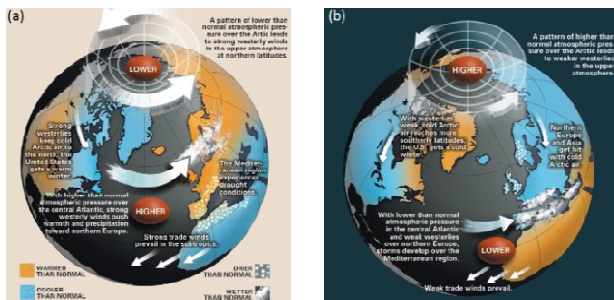 (a)
A pattern of lower than
normal atmospheric pres-
sure over the Artic leads
to strong westerly winds
in the upper atmosphere
at northern latitudes.
LOWER
Strong
westerlies
keep cold
Arctic air to
the north, the
United States
gets a warm
winter.
The Mediter-
ranean region
experiences
draught
conditions.
With higher than normal
atmospheric pressure over
the central Atlantic, strong
westerly winds push
warmth and precipitation
toward northern Europe.
HIGHER
Strong trade winds
prevail in the subtropics.
WARMER
THAN NORMAL
COOLER
THAN NORMAL
DRIER
THAN NORMAL
WETTER
THAN NORMAL
(b)
A pattern of higher than
normal atmospheric pres-
sure over the Arctic leads
to weaker westerlies
in the upper
atmosphere.
HIGHER
With westerlies
weak, cold Arctic
air reaches more
southerly latitudes,
the U.S. gets a cold
winter.
Northern
Europe
and Asia
get hit
with cold
Arctic air.
With lower than normal
atmospheric pressure
in the central Atlantic
and weak westerlies
over northern Europe,
storms develop over the
Mediterranean region.
LOWER
Weak trade winds prevail.